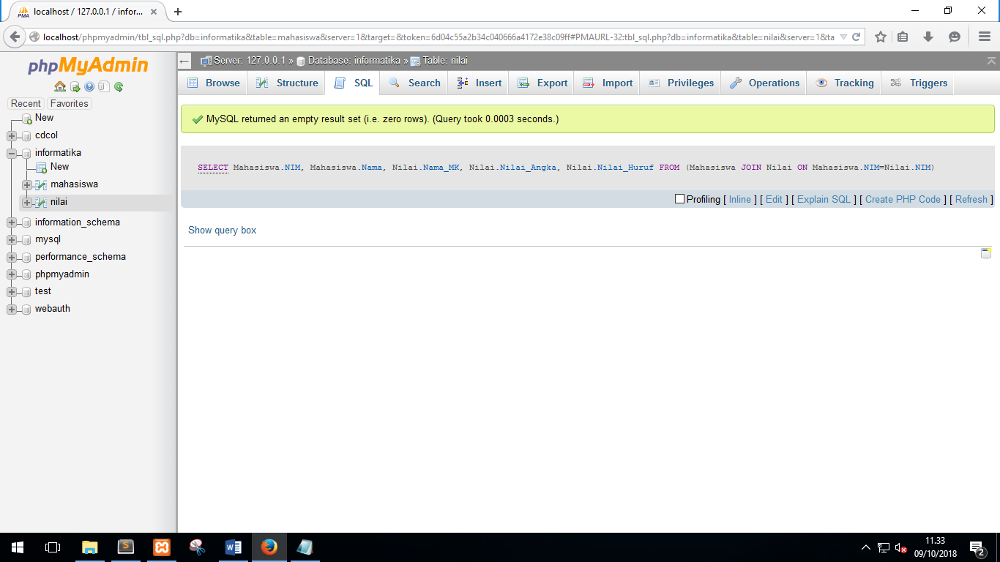 localhost / 127.0.0.1 / infor...
localhost/phpmyadmin/tbl_sql.php?db=informatika&table=mahasiswa&server=1&target=&token=6d04c55a2b34c040666a4172e38c09ff#PMAURL-32:tbl_sql.php?db=informatika&table=nilai&server=1&ta
phpMyAdmin
Recent Favorites
New
cdcol
informatika
New
mahasiswa
nilai
information_schema
mysql
performance_schema
phpmyadmin
test
webauth
Server: 127.0.0.1 » Database: informatika » Table: nilai
Browse Structure SQL Search Insert Export Import Privileges Operations Tracking Triggers
MySQL returned an empty result set (i.e. zero rows). (Query took 0.0003 seconds.)
SELECT Mahasiswa.NIM, Mahasiswa.Nama, Nilai.Nama_MK, Nilai.Nilai_Angka, Nilai.Nilai_Huruf FROM (Mahasiswa JOIN Nilai ON Mahasiswa.NIM=Nilai.NIM)
Profiling [ Inline ] [ Edit ] [ Explain SQL ] [ Create PHP Code ] [ Refresh ]
Show query box
11.33
09/10/2018
2